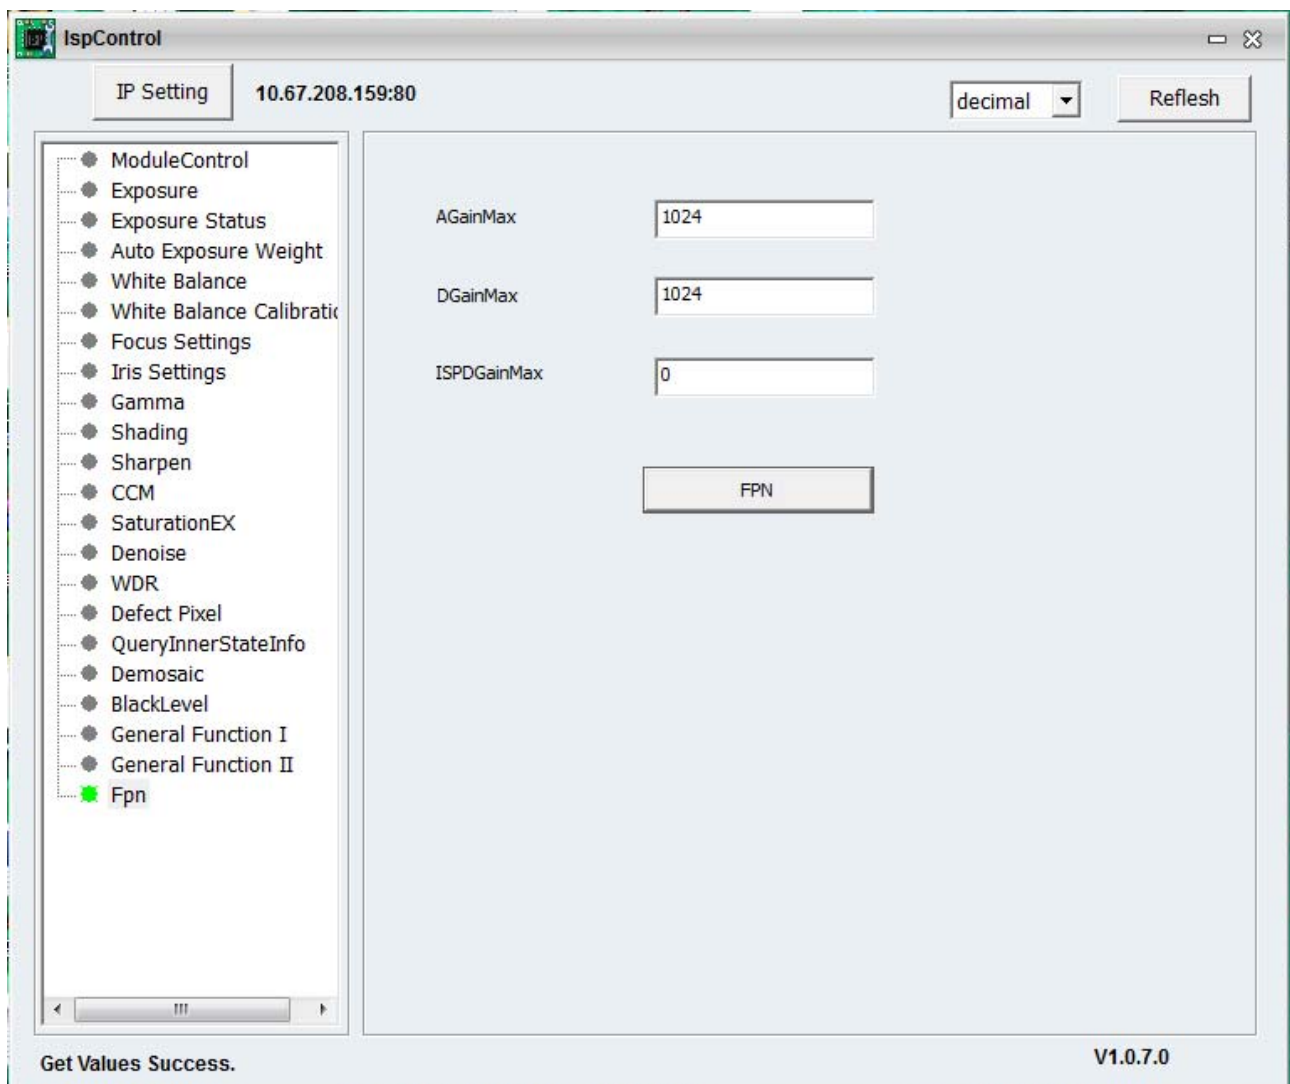 IspControl
IP Setting
10.67.208.159:80
decimal
Reflesh
ModuleControl
Exposure
Exposure Status
Auto Exposure Weight
White Balance
White Balance Calibratio
Focus Settings
Iris Settings
Gamma
Shading
Sharpen
CCM
SaturationEX
Denoise
WDR
Defect Pixel
QueryInnerStateInfo
Demosaic
BlackLevel
General Function I
General Function II
Fpn
AGainMax
1024
DGainMax
1024
ISPDGainMax
0
FPN
Get Values Success.
V1.0.7.0